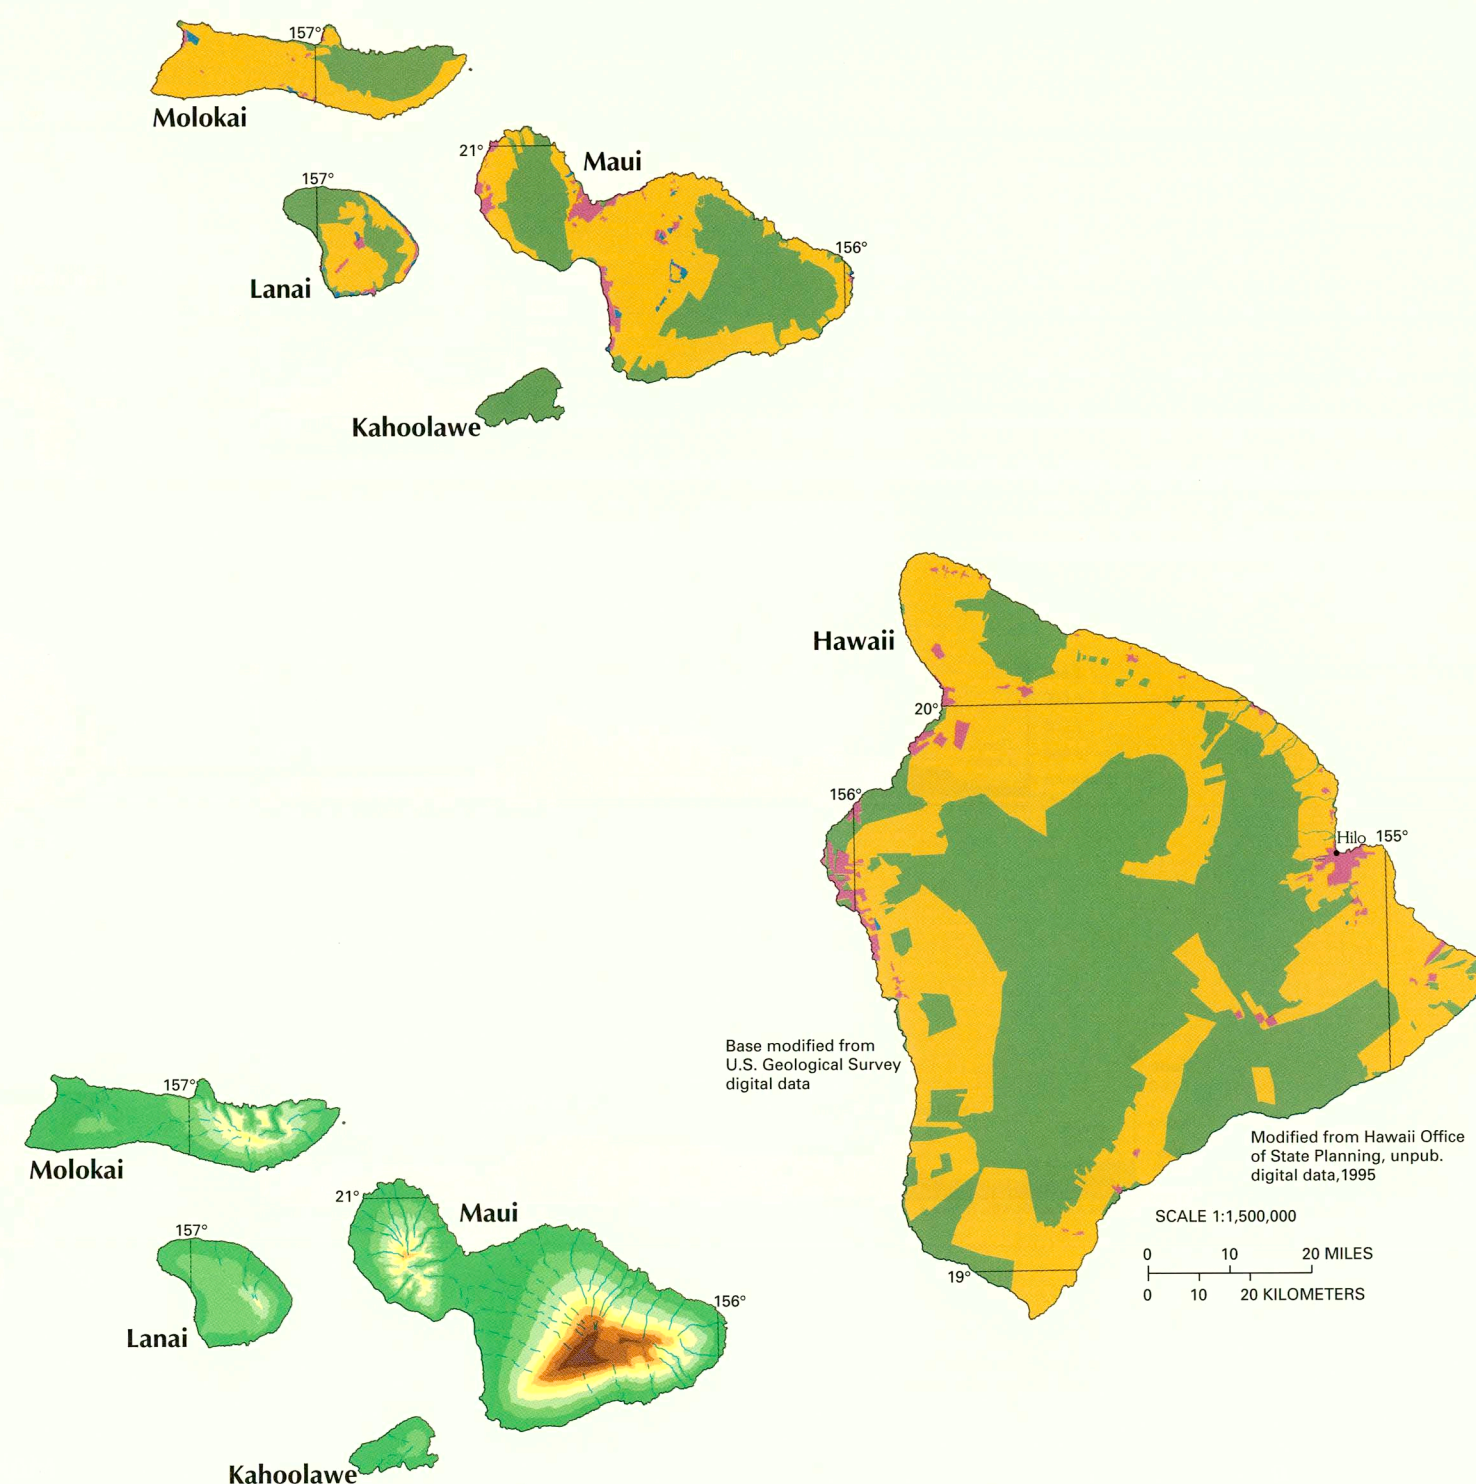 157°
Molokai
21°
Maui
157°
156°
Lanai
Kahoolawe
Hawaii
20°
156°
Hilo
155°
Base modified from
U.S. Geological Survey
digital data
157°
Modified from Hawaii Office
of State Planning, unpub.
digital data,1995
Molokai
21°
Maui
SCALE 1:1,500,000
157°
0 10 20 MILES
19°
0 10 20 KILOMETERS
156°
Lanai
Kahoolawe